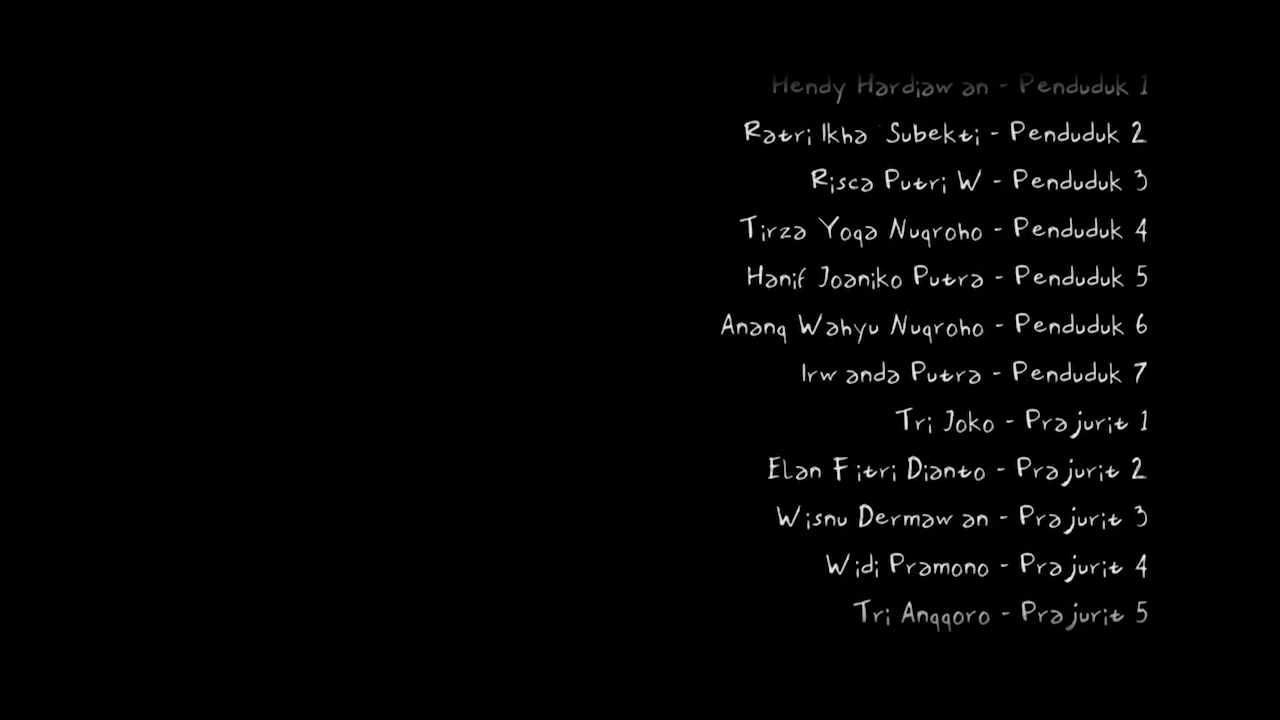 Hendy Hardiawan - Penduduk 1
Ratri Ikha Subekti - Penduduk 2
Risca Putri W - Penduduk 3
Tirza Yoga Nugroho - Penduduk 4
Hanif Joaniko Putra - Penduduk 5
Anang Wahyu Nugroho - Penduduk 6
Irwanda Putra - Penduduk 7
Tri Joko - Prajurit 1
Elan Fitri Dianto - Prajurit 2
Wisnu Dermawan - Prajurit 3
Widi Pramono - Prajurit 4
Tri Anggoro - Prajurit 5